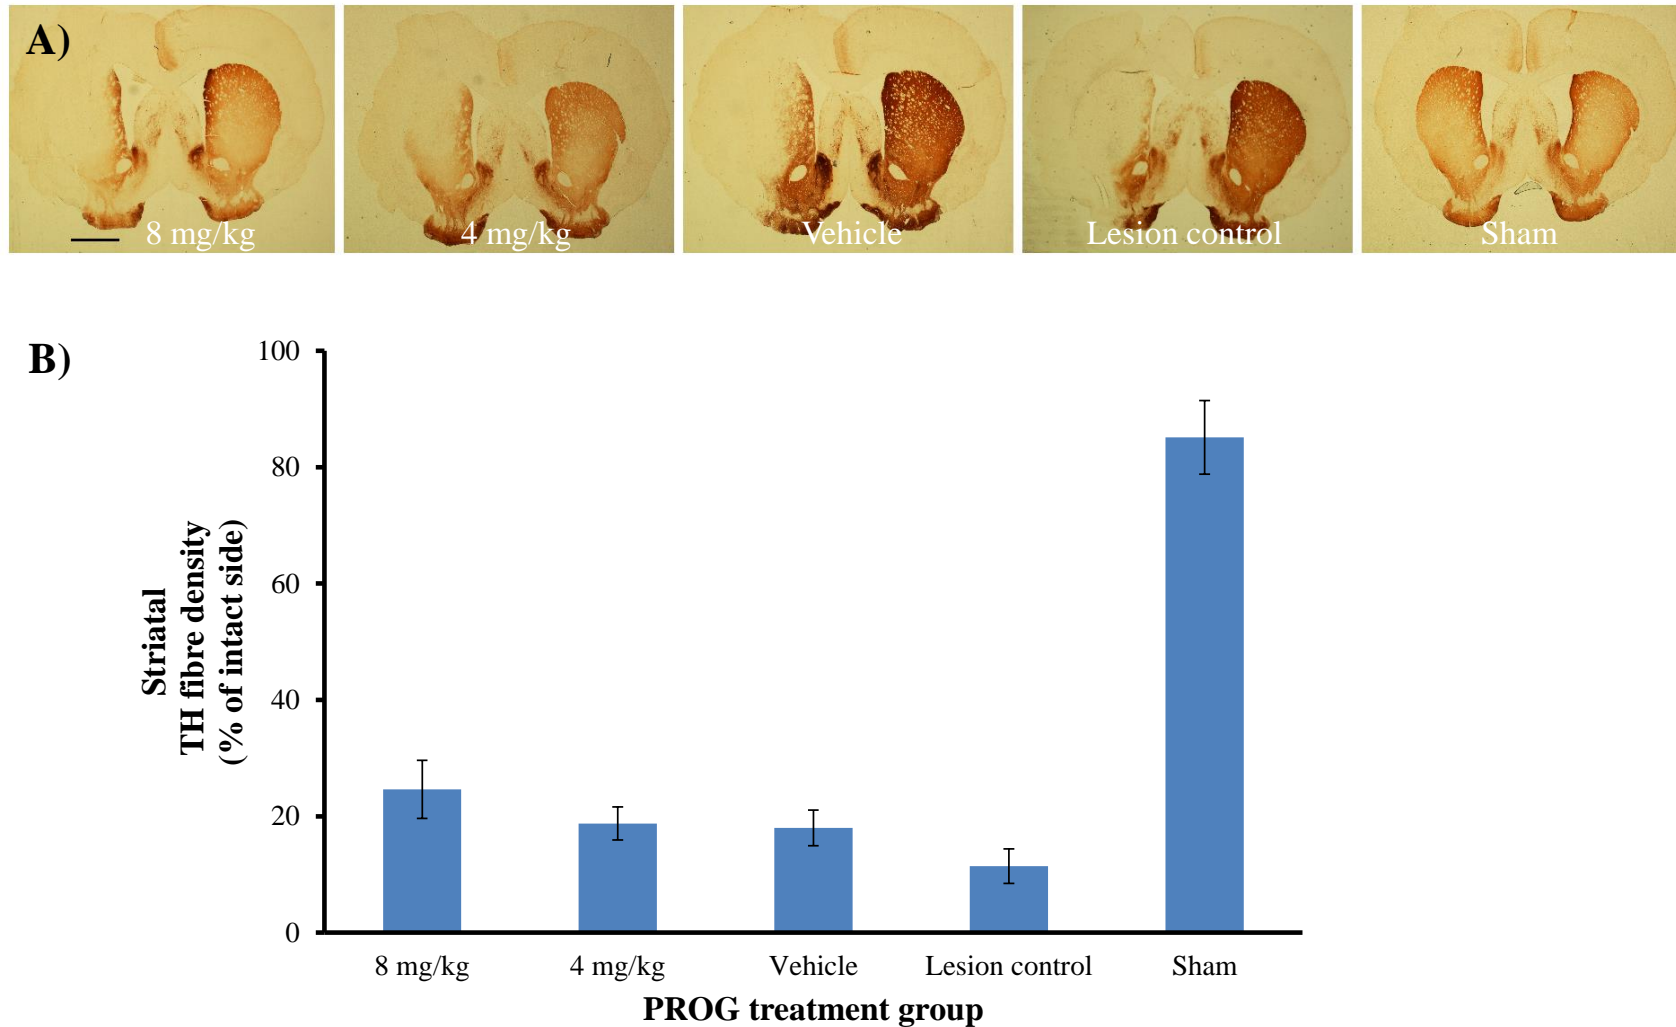 A)
8 mg/kg
4 mg/kg
Vehicle
Lesion control
Sham
B)
100
80
60
40
20
0
Striatal
TH fibre density
(% of intact side)
8 mg/kg
4 mg/kg
Vehicle
Lesion control
Sham
PROG treatment group